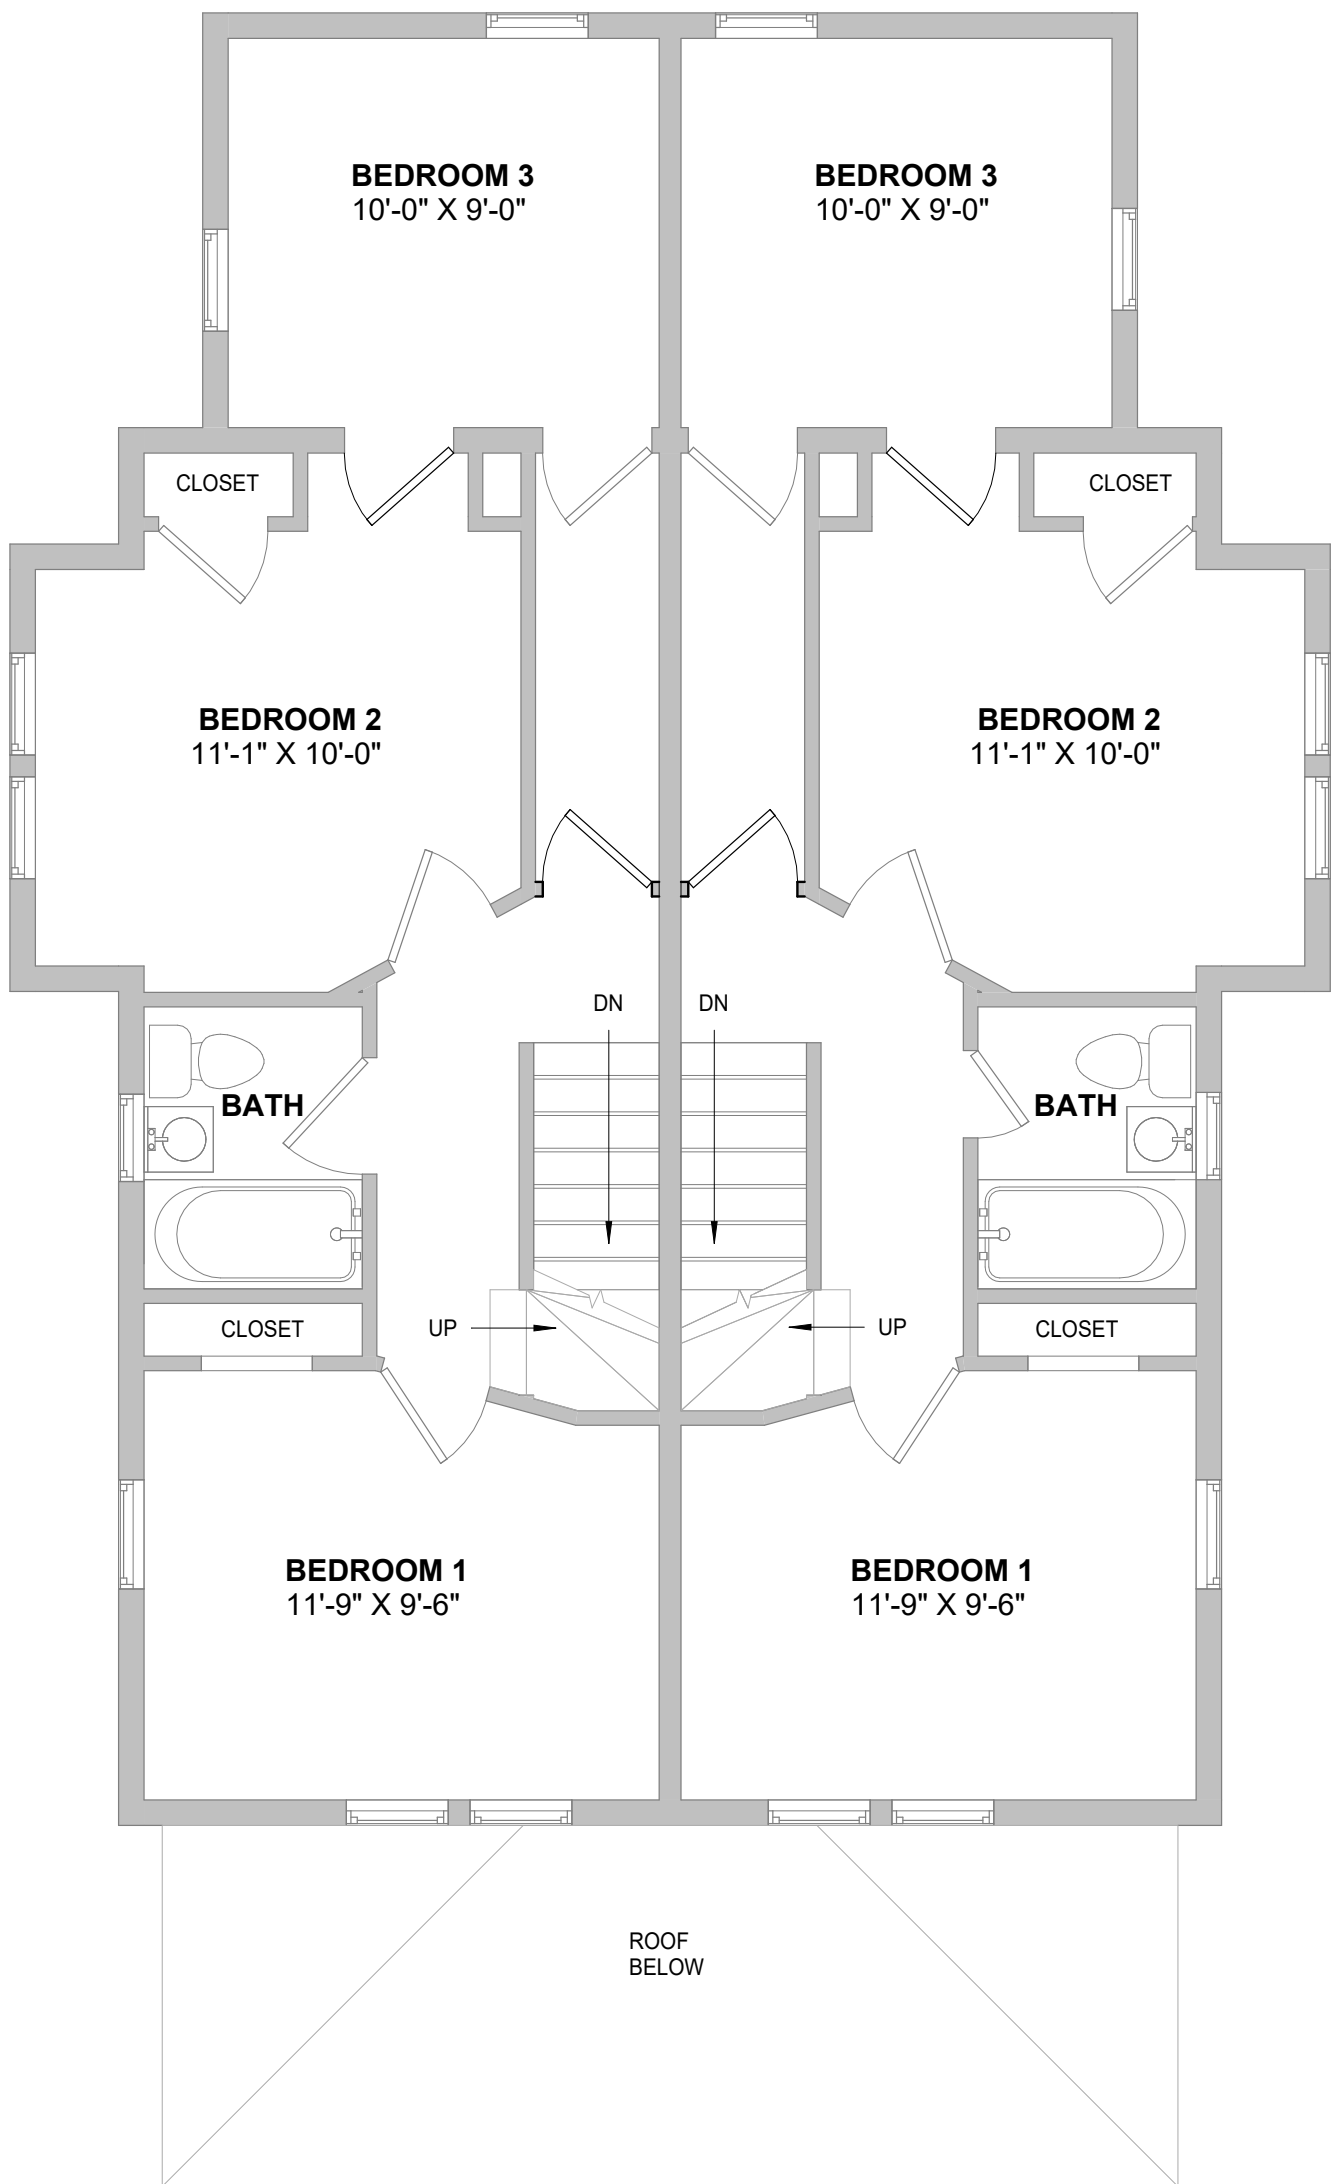 BEDROOM 3
10'-0" X 9'-0"
BEDROOM 3
10'-0" X 9'-0"
CLOSET
CLOSET
BEDROOM 2
11'-1" X 10'-0"
BEDROOM 2
11'-1" X 10'-0"
DN
DN
BATH
BATH
UP
UP
CLOSET
CLOSET
BEDROOM 1
11'-9" X 9'-6"
BEDROOM 1
11'-9" X 9'-6"
ROOF
BELOW